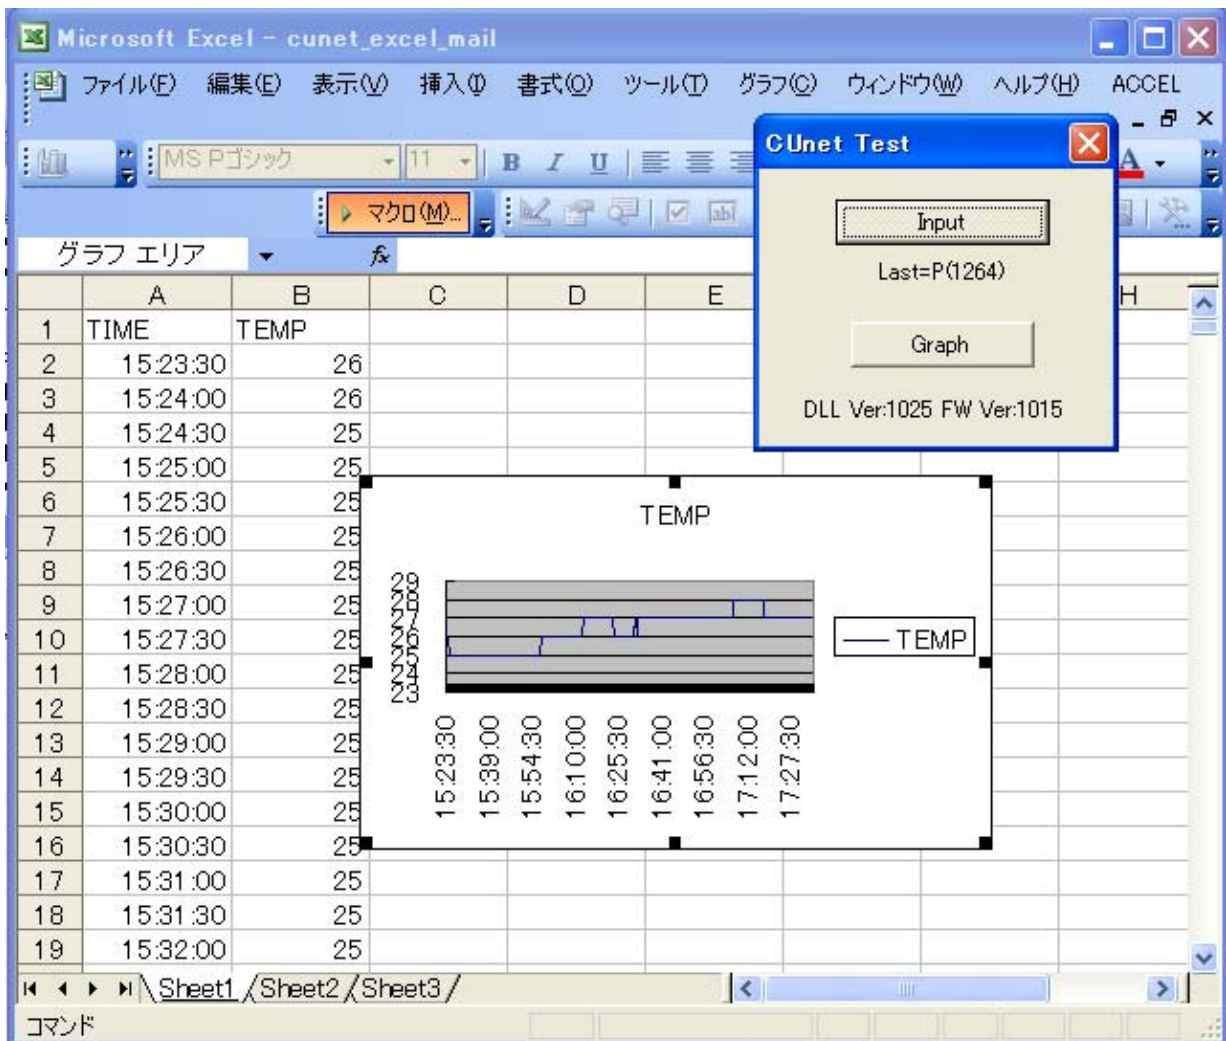 Microsoft Excel - cunet_excel_mail
ファイル(F) 編集(E) 表示(V) 挿入(I) 書式(O) ツール(T) グラフ(C) ウィンドウ(W) ヘルプ(H) ACCEL
MS Pゴシック 11 B I U A
マクロ(M)... ab
CUnet Test
Input
Last=P(1264)
Graph
DLL Ver:1025 FW Ver:1015
グラフ エリア fx
A B C D E H
1 TIME TEMP
2 15:23:30 26
3 15:24:00 26
4 15:24:30 25
5 15:25:00 25
6 15:25:30 25
7 15:26:00 25
8 15:26:30 25
9 15:27:00 25
10 15:27:30 25
11 15:28:00 25
12 15:28:30 25
13 15:29:00 25
14 15:29:30 25
15 15:30:00 25
16 15:30:30 25
17 15:31:00 25
18 15:31:30 25
19 15:32:00 25
TEMP
29
28
27
26
25
24
23
TEMP
15:23:30
15:39:00
15:54:30
16:10:00
16:25:30
16:41:00
16:56:30
17:12:00
17:27:30
Sheet1 Sheet2 Sheet3
コマンド